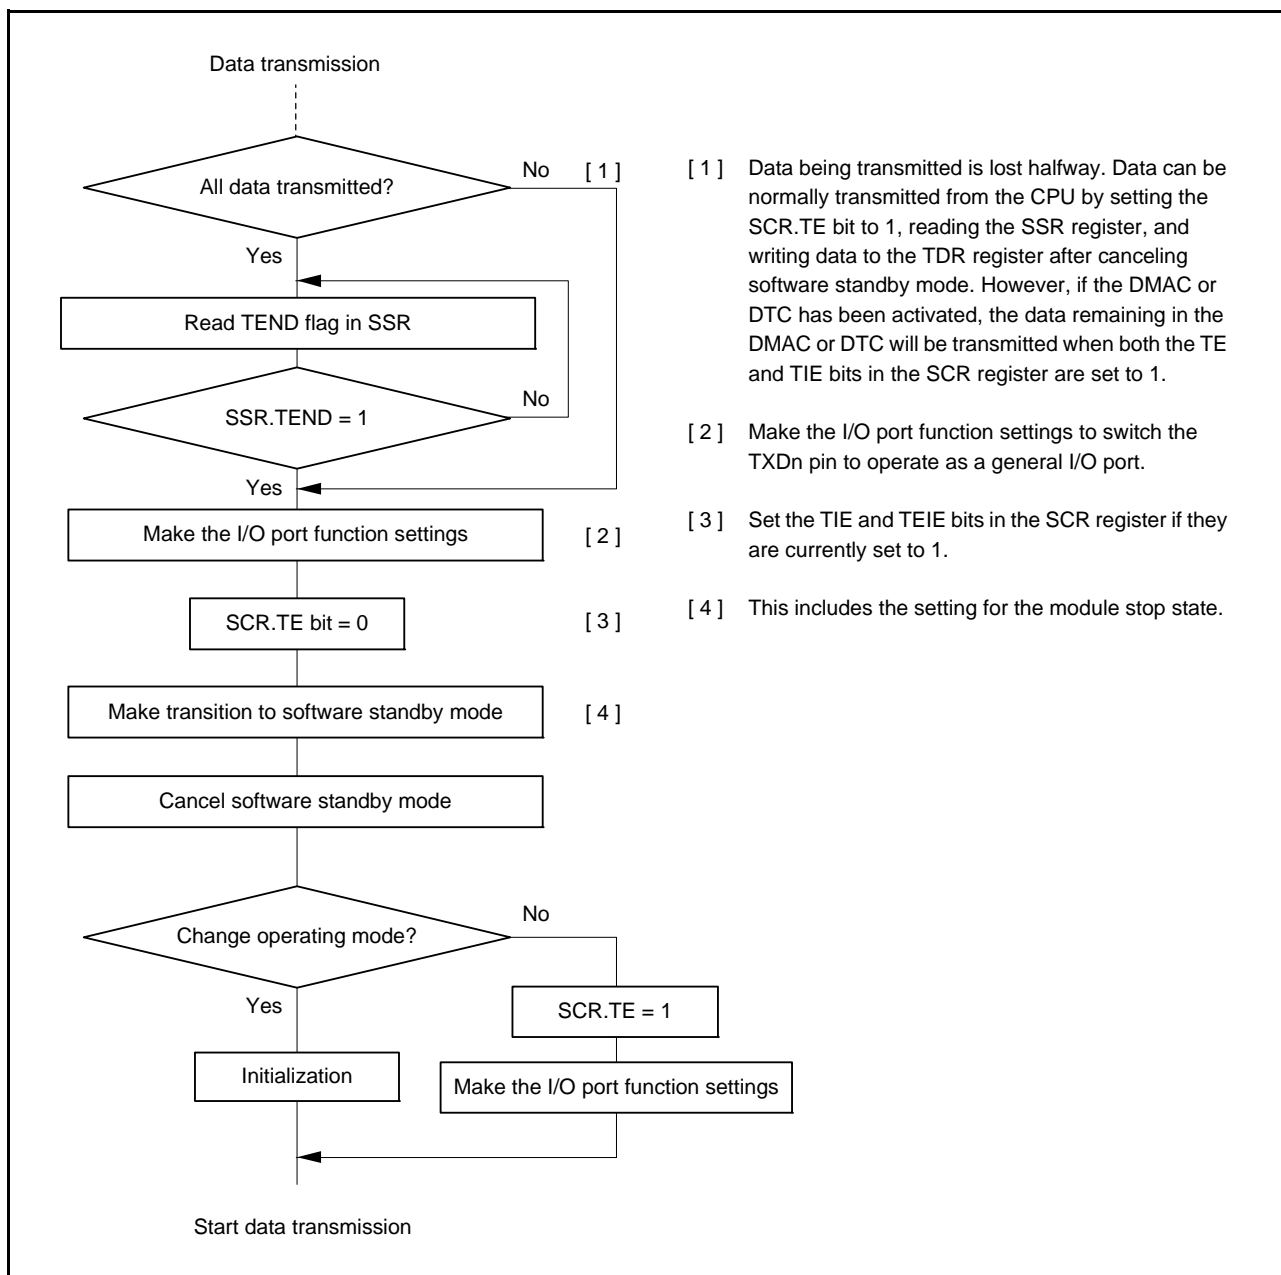 Data transmission
All data transmitted?
No
[ 1 ]
Yes
Read TEND flag in SSR
SSR.TEND = 1
No
Yes
Make the I/O port function settings
[ 2 ]
SCR.TE bit = 0
[ 3 ]
Make transition to software standby mode
[ 4 ]
Cancel software standby mode
Change operating mode?
No
Yes
SCR.TE = 1
Initialization
Make the I/O port function settings
Start data transmission
[ 1 ] Data being transmitted is lost halfway. Data can be
normally transmitted from the CPU by setting the
SCR.TE bit to 1, reading the SSR register, and
writing data to the TDR register after canceling
software standby mode. However, if the DMAC or
DTC has been activated, the data remaining in the
DMAC or DTC will be transmitted when both the TE
and TIE bits in the SCR register are set to 1.
[ 2 ] Make the I/O port function settings to switch the
TXDn pin to operate as a general I/O port.
[ 3 ] Set the TIE and TEIE bits in the SCR register if they
are currently set to 1.
[ 4 ] This includes the setting for the module stop state.